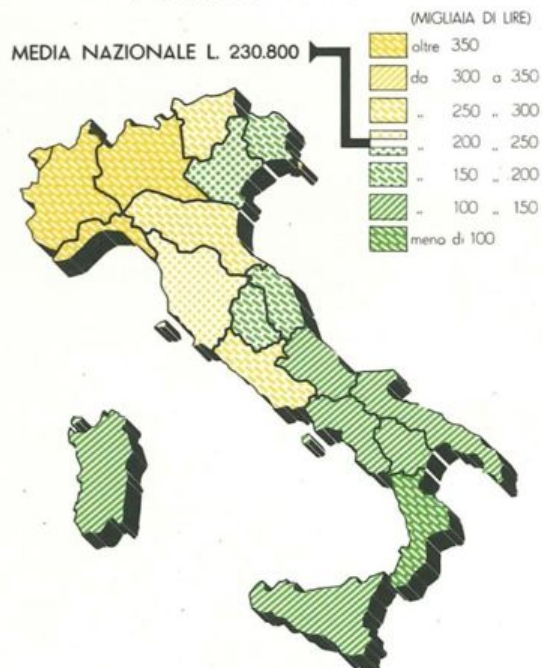 (MIGLIAIA DI LIRE)
MEDIA NAZIONALE L. 230.800
oltre 350
da 300 a 350
„ 250 „ 300
„ 200 „ 250
„ 150 „ 200
„ 100 „ 150
meno di 100